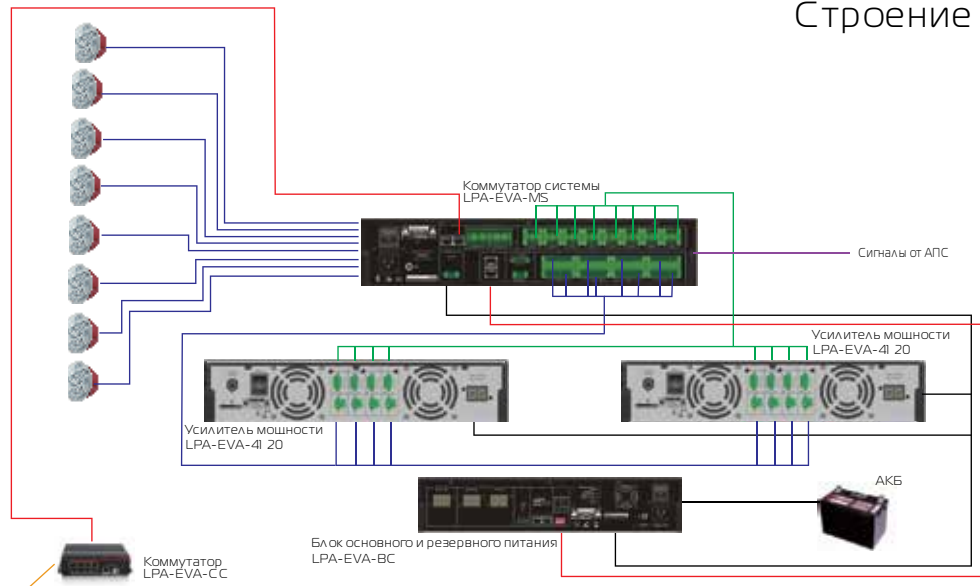 Строение
Коммутатор системы
LPA-EVA-MS
Сигналы от АПС
Усилитель мощности
LPA-EVA-41 20
Усилитель мощности
LPA-EVA-41 20
АКБ
Блок основного и резервного питания
LPA-EVA-BC
Коммутатор
LPA-EVA-CC